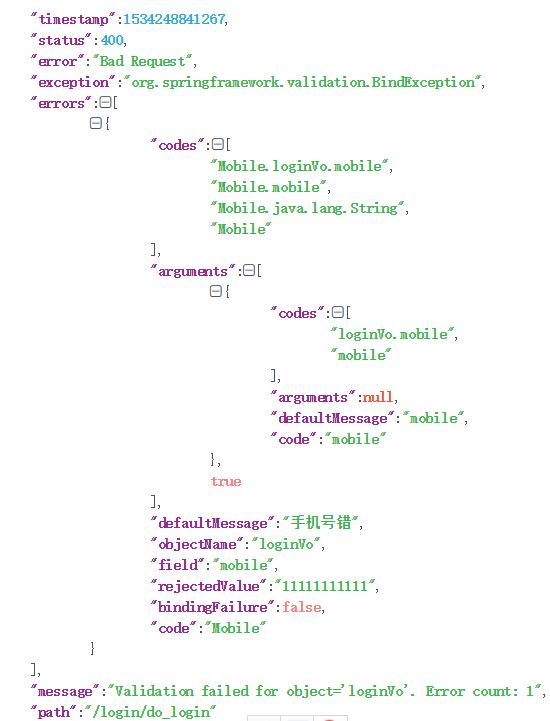 "timestamp":1534248841267,
"status":400,
"error":"Bad Request",
"exception":"org.springframework.validation.BindException",
"errors":[
{
"codes":[
"Mobile.loginVo.mobile",
"Mobile.mobile",
"Mobile.java.lang.String",
"Mobile"
],
"arguments":[
{
"codes":[
"loginVo.mobile",
"mobile"
],
"arguments":null,
"defaultMessage":"mobile",
"code":"mobile"
},
true
],
"defaultMessage":"手机号错",
"objectName":"loginVo",
"field":"mobile",
"rejectedValue":"11111111111",
"bindingFailure":false,
"code":"Mobile"
}
],
"message":"Validation failed for object='loginVo'. Error count: 1",
"path":"/login/do_login"